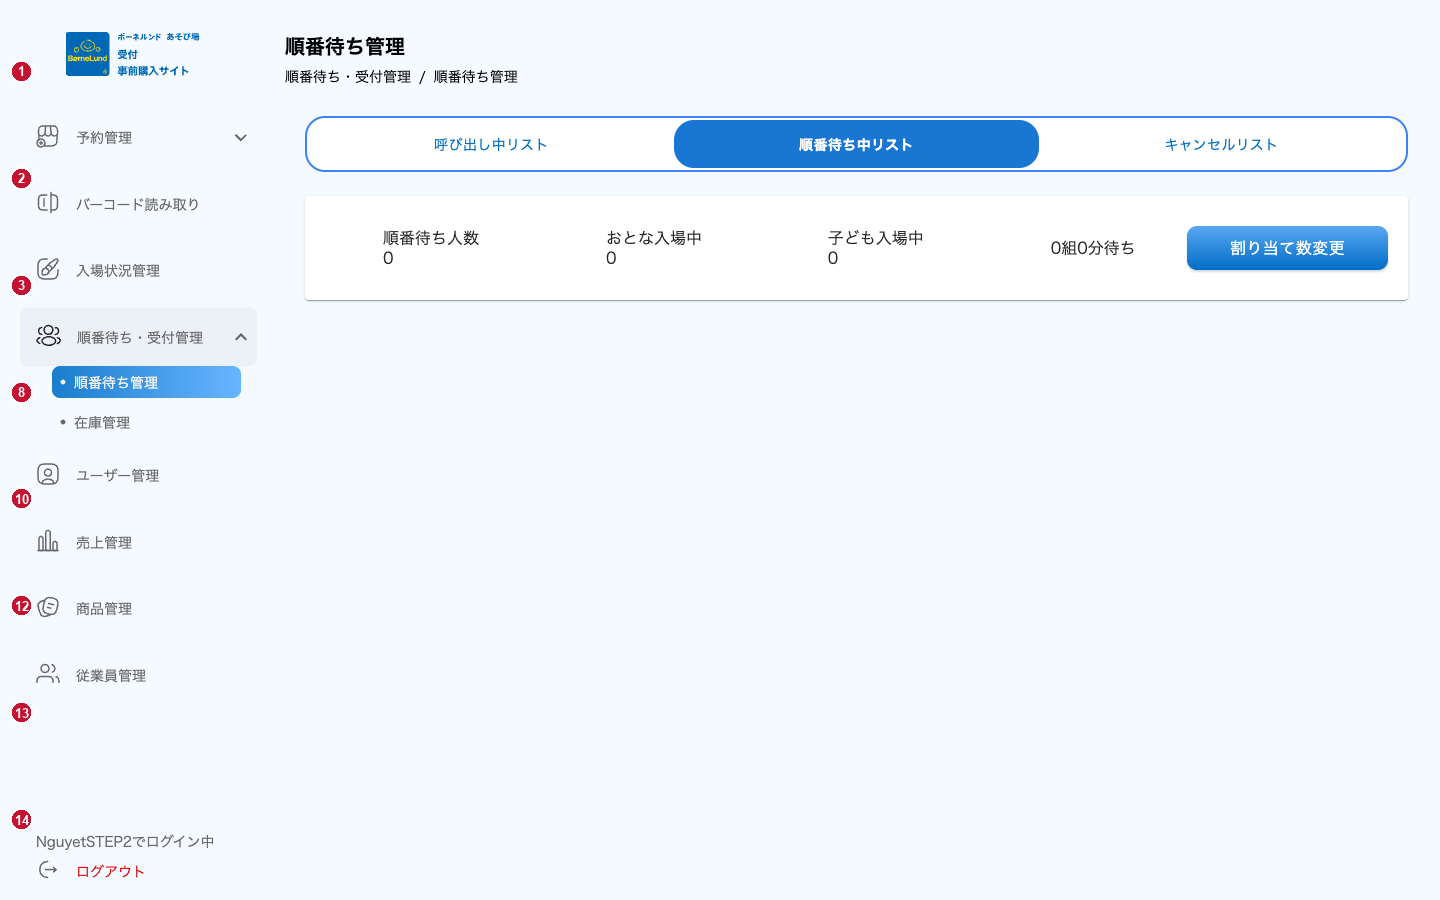 ボーネルンド あそび場
受付
事前購入サイト
BørneLund
1
予約管理
2
バーコード読み取り
入場状況管理
3
順番待ち・受付管理
順番待ち管理
8
在庫管理
ユーザー管理
10
売上管理
12
商品管理
従業員管理
13
14
NguyetSTEP2でログイン中
ログアウト
順番待ち管理
順番待ち・受付管理 / 順番待ち管理
呼び出し中リスト
順番待ち中リスト
キャンセルリスト
順番待ち人数
0
おとな入場中
0
子ども入場中
0
0組0分待ち
割り当て数変更